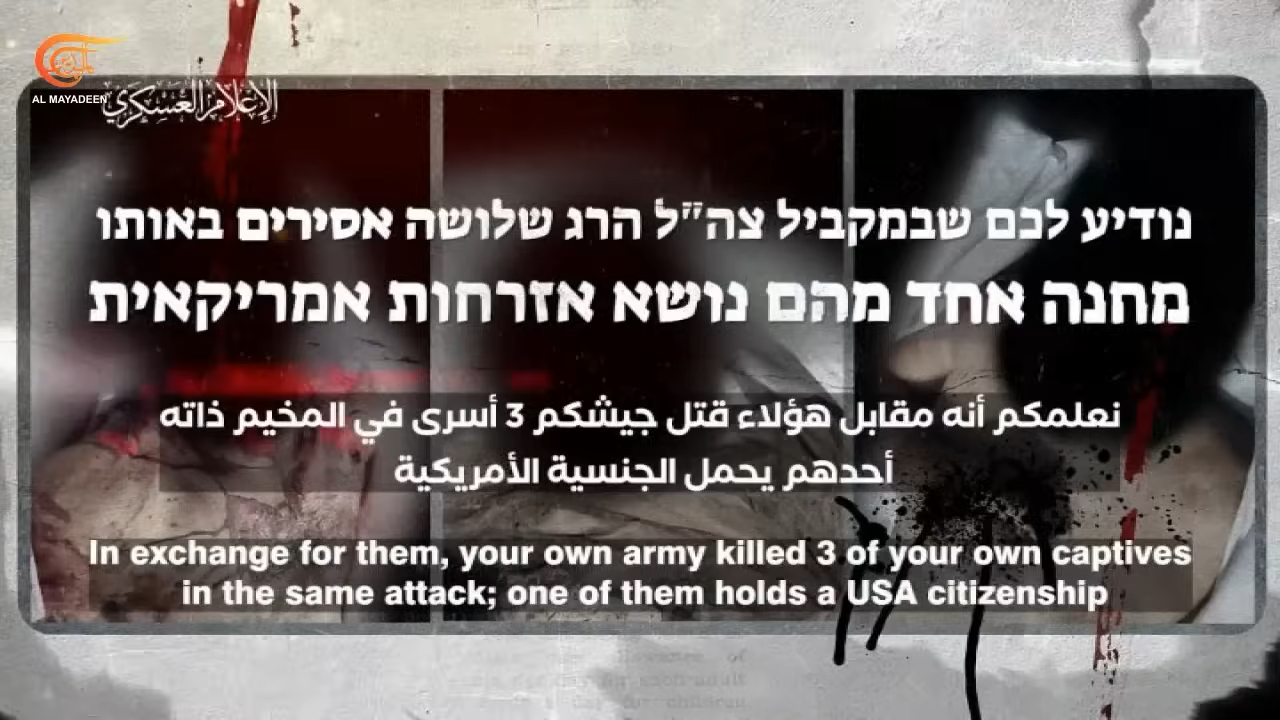 AL MAYADEEN
الإعلام العسكري
נודיע לכם שבמקביל צה"ל הרג שלושה אסירים באותו
מחנה אחד מהם נושא אזרחות אמריקאית
نعلمكم أنه مقابل هؤلاء قتل جيشكم 3 أسرى في المخيم ذاته
أحدهم يحمل الجنسية الأمريكية
In exchange for them, your own army killed 3 of your own captives
in the same attack; one of them holds a USA citizenship